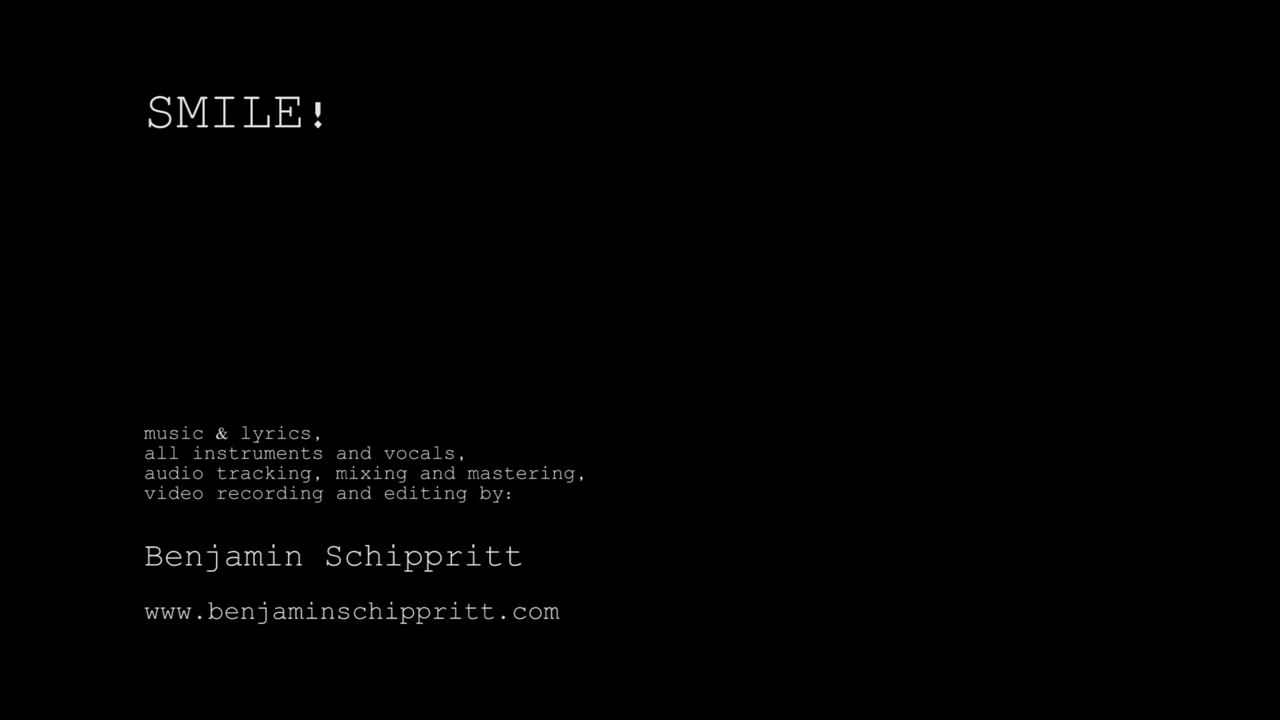 SMILE!
music & lyrics,
all instruments and vocals,
audio tracking, mixing and mastering,
video recording and editing by:
Benjamin Schippritt
www.benjaminschippritt.com